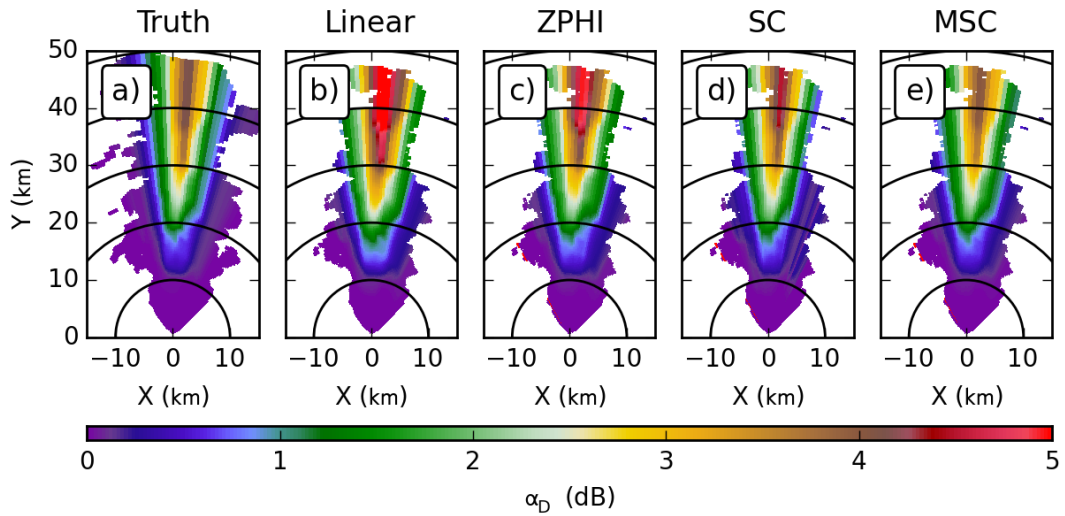 Truth Linear ZPHI SC MSC
50
a) b) c) d) e)
40
30
Y (km)
20
10
0
−10 0 10 −10 0 10 −10 0 10 −10 0 10 −10 0 10
X (km) X (km) X (km) X (km) X (km)
0 1 2 3 4 5
αD (dB)